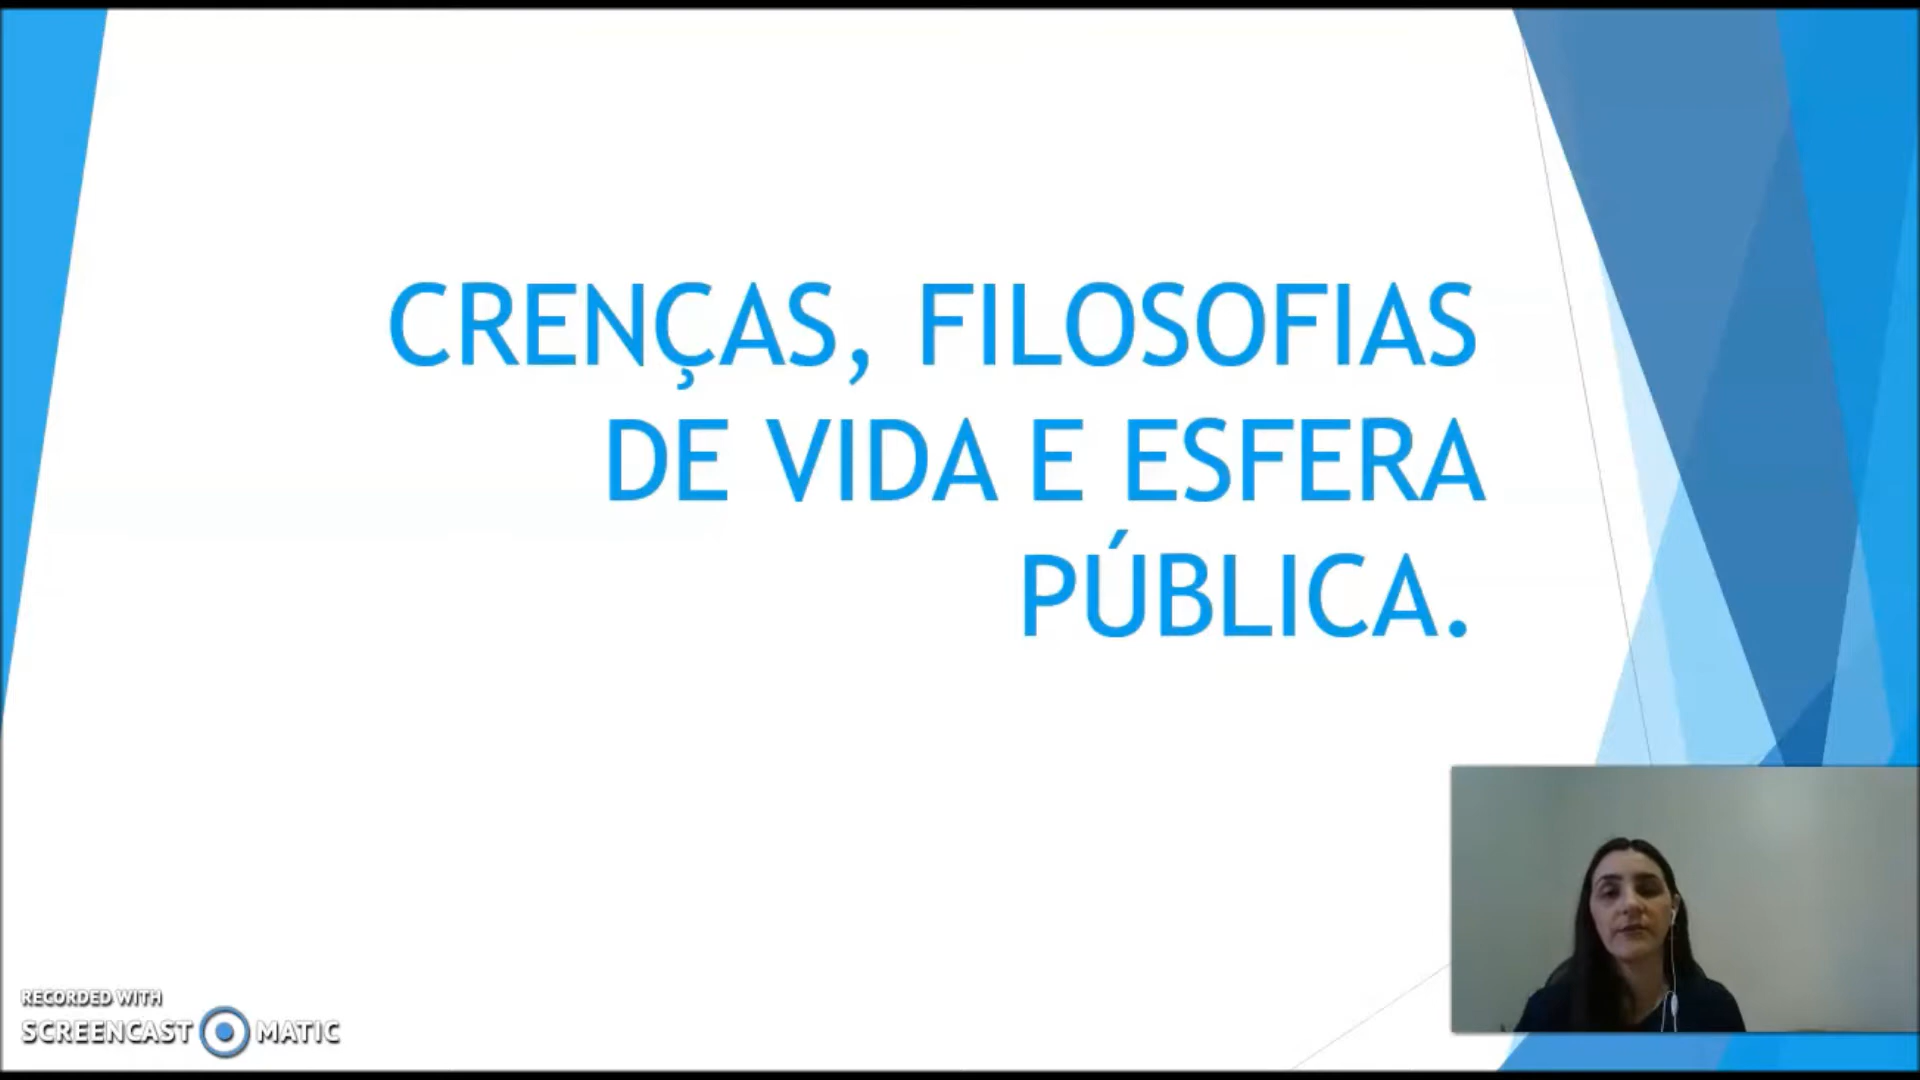 CRENÇAS, FILOSOFIAS
DE VIDA E ESFERA
PÚBLICA.
RECORDED WITH
SCREENCAST MATIC